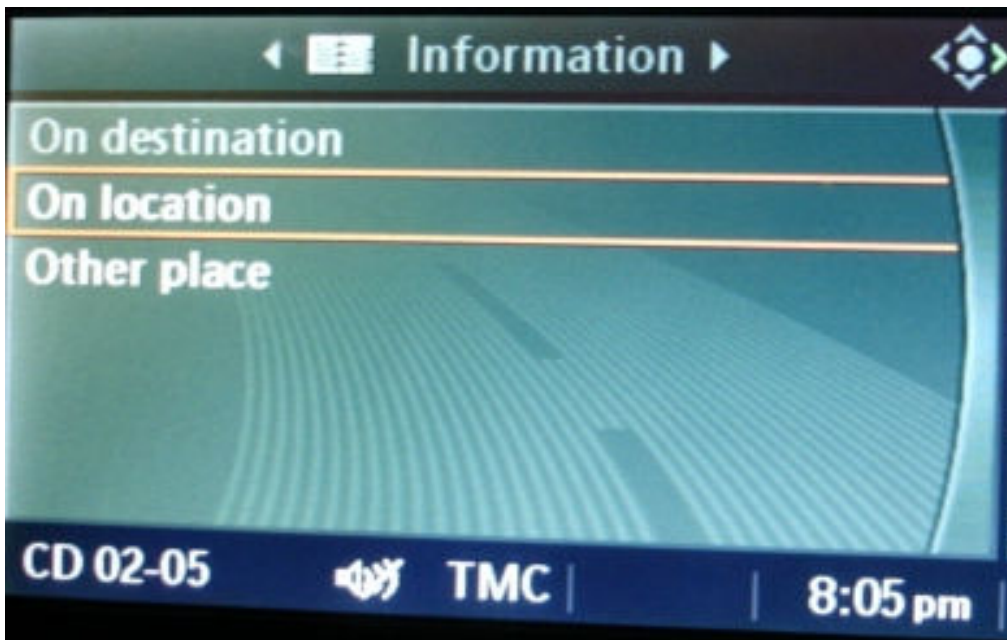 Information
On destination
On location
Other place
CD 02-05 TMC 8:05 pm